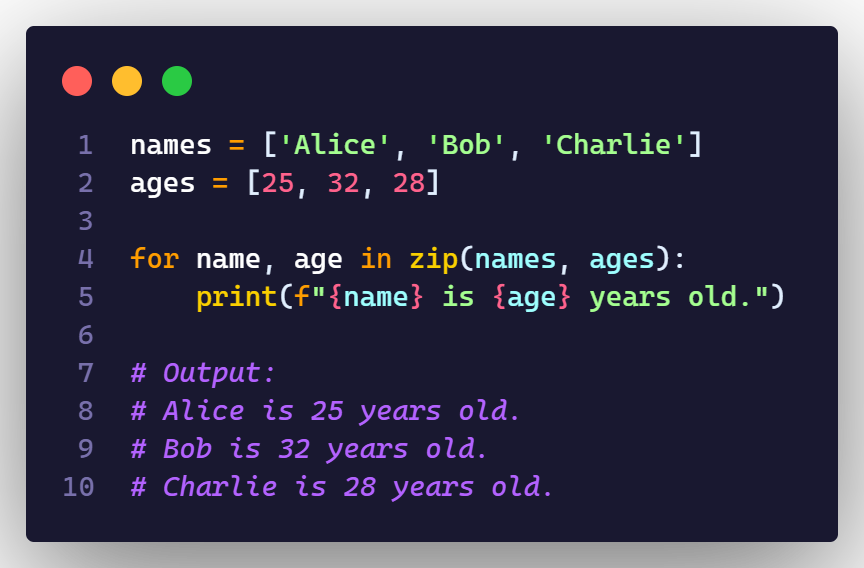 1 names = ['Alice', 'Bob', 'Charlie']
2 ages = [25, 32, 28]
3
4 for name, age in zip(names, ages):
5     print(f"{name} is {age} years old.")
6
7 # Output:
8 # Alice is 25 years old.
9 # Bob is 32 years old.
10 # Charlie is 28 years old.